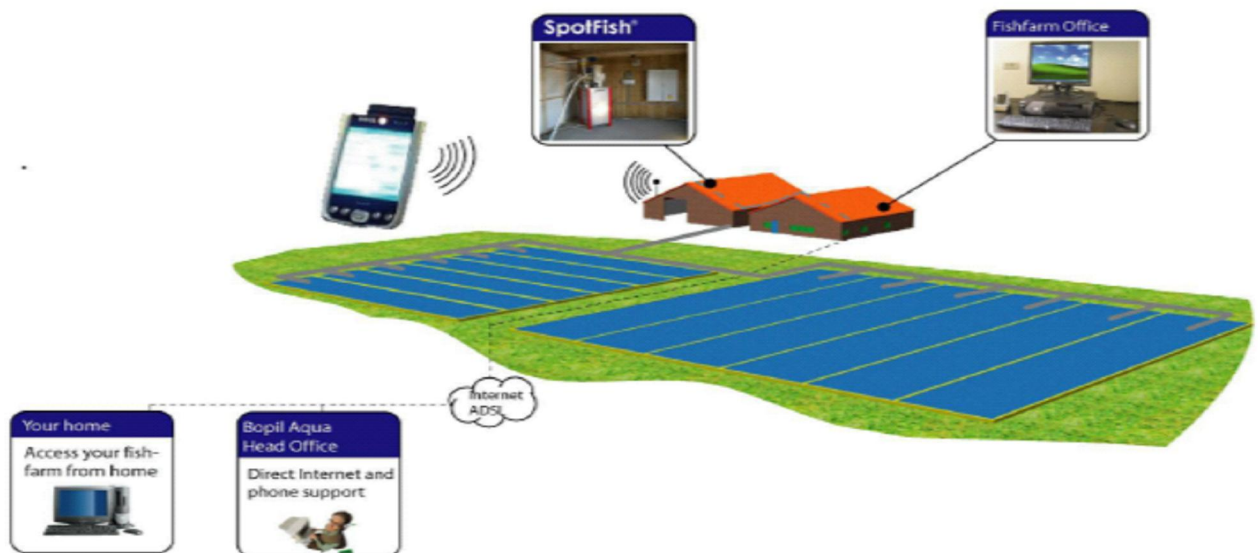 SpotFish®
Fishfarm Office
Internet
ADSL
Your home
Access your fish-
farm from home
Bopil Aqua
Head Office
Direct Internet and
phone support